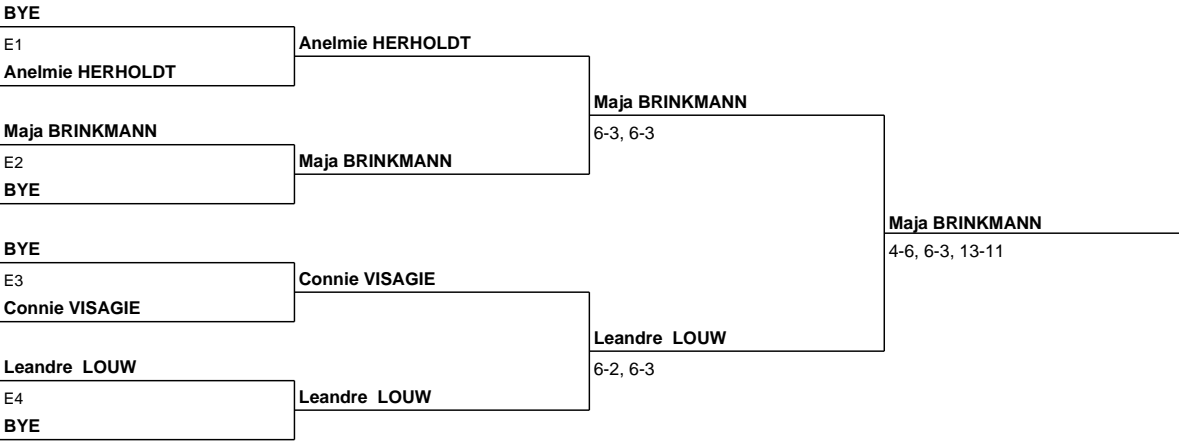 BYE
E1
Anelmie HERHOLDT
Anelmie HERHOLDT
Maja BRINKMANN
6-3, 6-3
Maja BRINKMANN
E2
BYE
Maja BRINKMANN
Maja BRINKMANN
4-6, 6-3, 13-11
BYE
E3
Connie VISAGIE
Connie VISAGIE
Leandre  LOUW
6-2, 6-3
Leandre  LOUW
E4
BYE
Leandre  LOUW